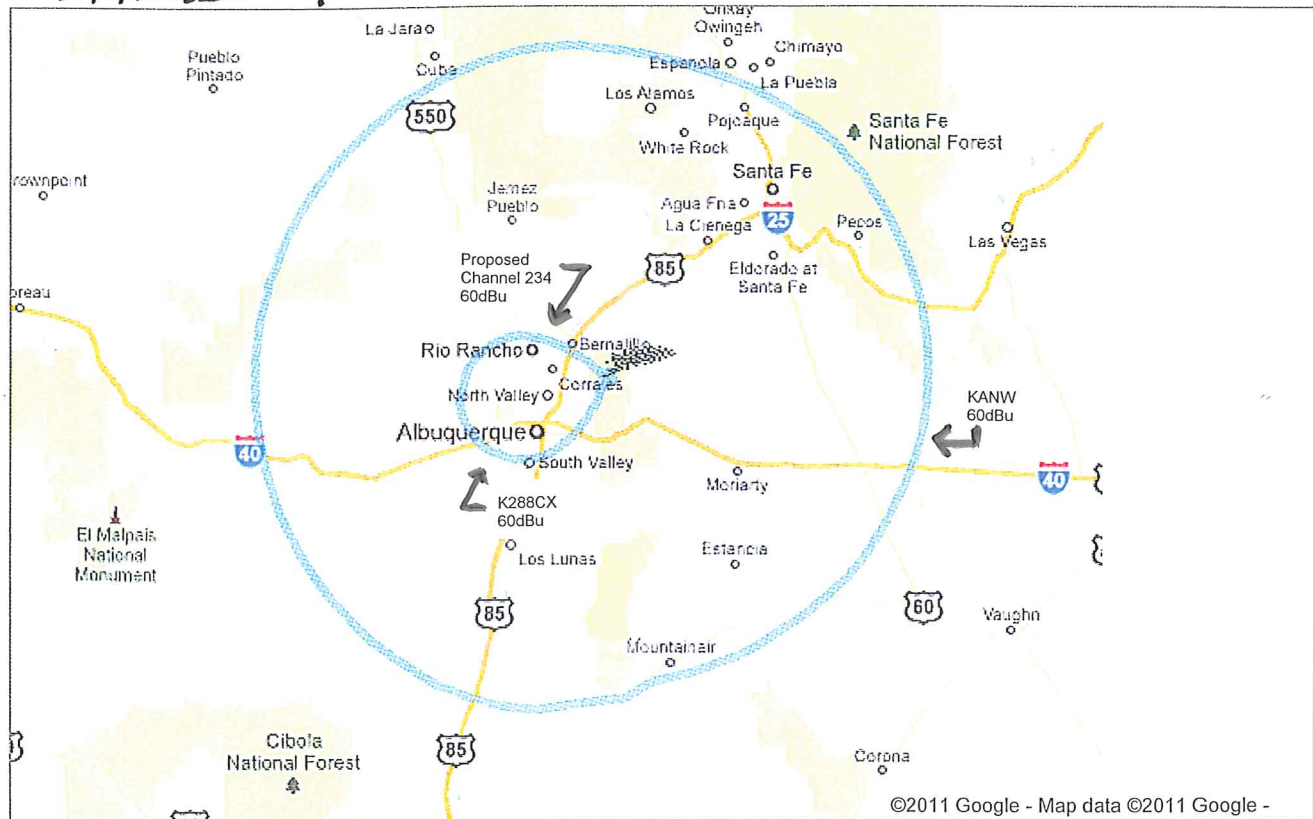 La Jara
Owingeh
Pueblo
Pintado
Cuba
Espanola
Chimayo
La Puebla
Los Alamos
550
Pojoaque
White Rock
Santa Fe
National Forest
Santa Fe
Jemez
Pueblo
Agua Fria
25
La Cienega
Pecos
Las Vegas
Proposed
Channel 234
60dBu
85
Eldorado at
Santa Fe
Rio Rancho
Bernalillo
Corrales
North Valley
KANW
60dBu
Albuquerque
40
South Valley
Moriarty
40
K288CX
60dBu
El Malpais
National
Monument
Los Lunas
Estancia
85
60
Vaughn
Mountainair
Cibola
National Forest
85
Corona
©2011 Google - Map data ©2011 Google -